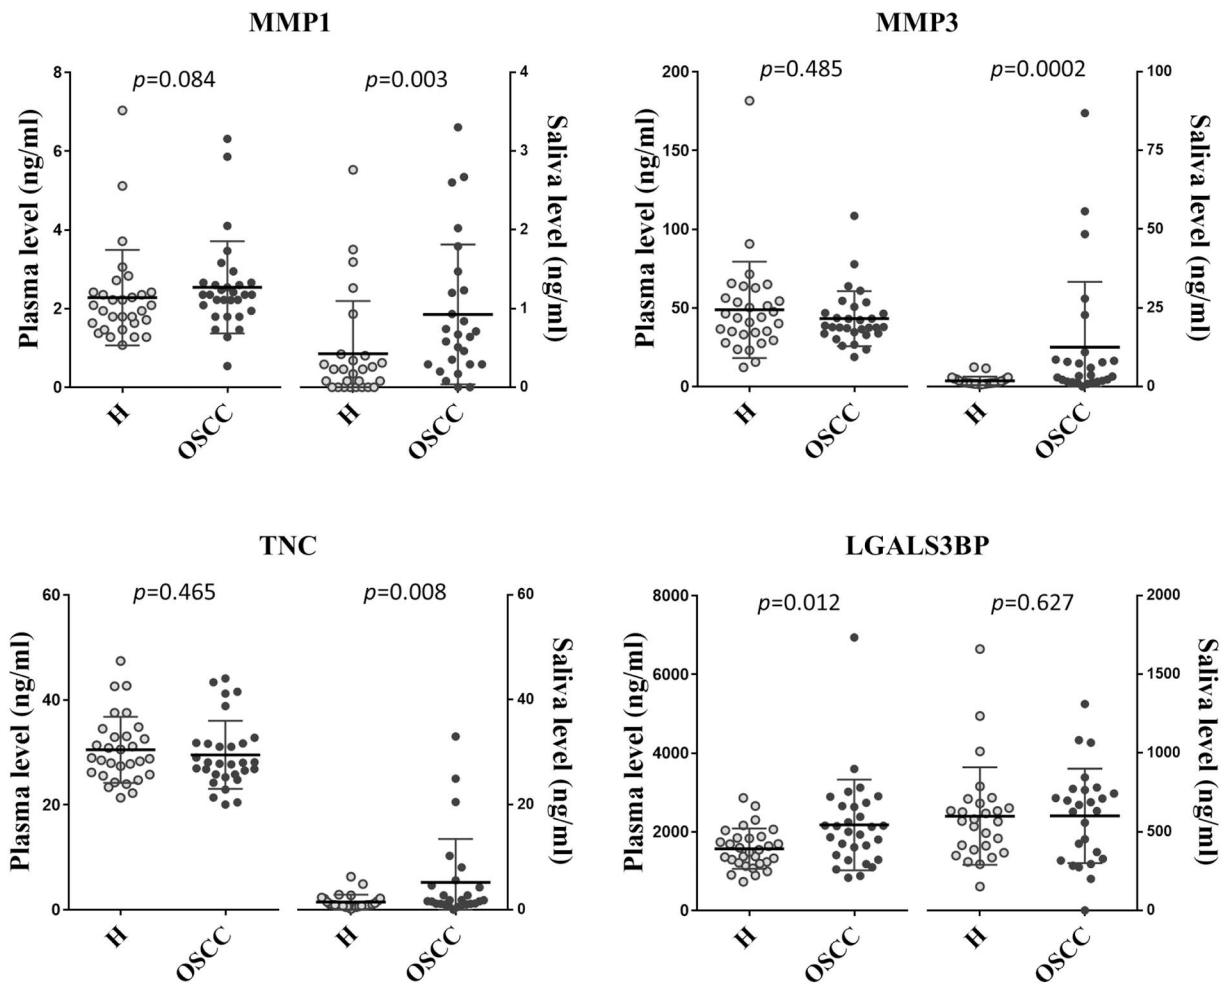 MMP1
p=0.084
p=0.003
Plasma level (ng/ml)
8
6
4
2
0
4
3
2
1
0
Saliva level (ng/ml)
H
OSCC
H
OSCC
MMP3
p=0.485
p=0.0002
Plasma level (ng/ml)
200
150
100
50
0
100
75
50
25
0
Saliva level (ng/ml)
H
OSCC
H
OSCC
TNC
p=0.465
p=0.008
Plasma level (ng/ml)
60
40
20
0
60
40
20
0
Saliva level (ng/ml)
H
OSCC
H
OSCC
LGALS3BP
p=0.012
p=0.627
Plasma level (ng/ml)
8000
6000
4000
2000
0
2000
1500
1000
500
0
Saliva level (ng/ml)
H
OSCC
H
OSCC